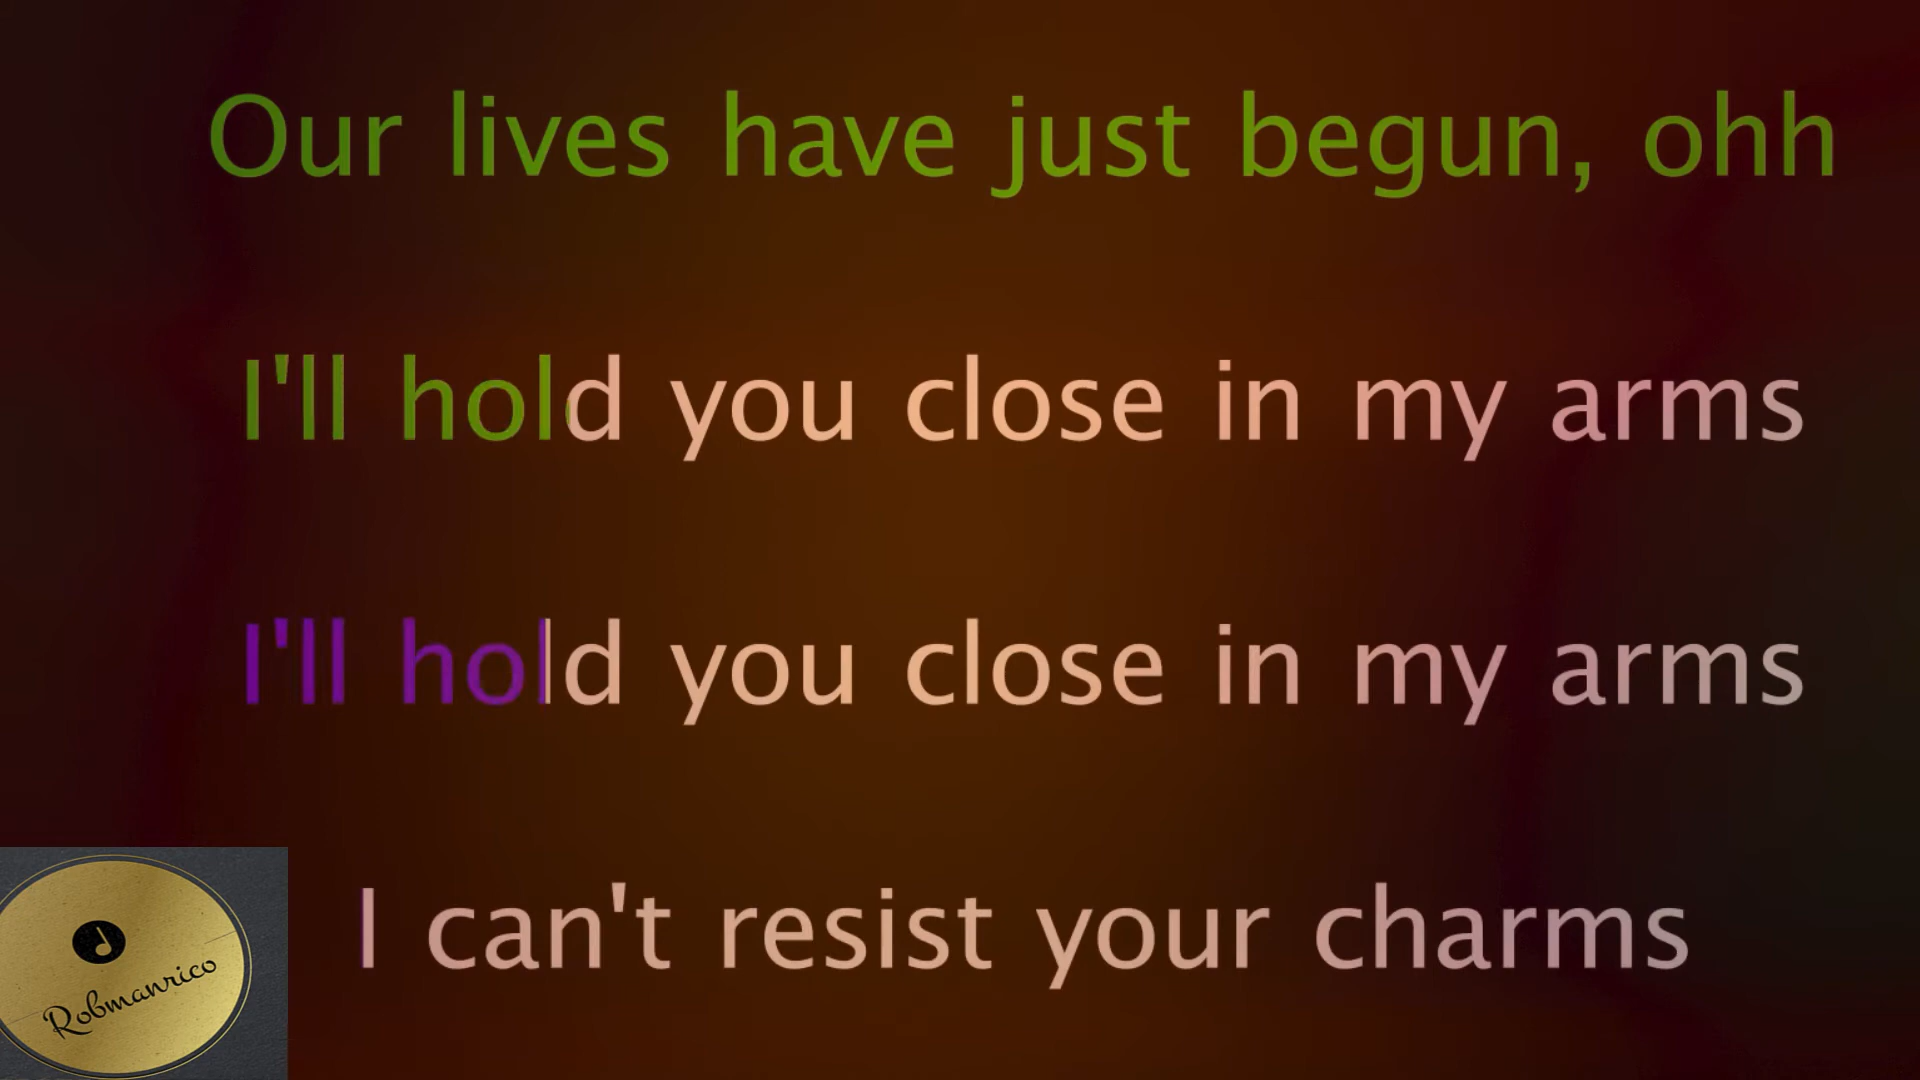 Our lives have just begun, ohh
I'll hold you close in my arms
I'll hold you close in my arms
I can't resist your charms
Robmanrico